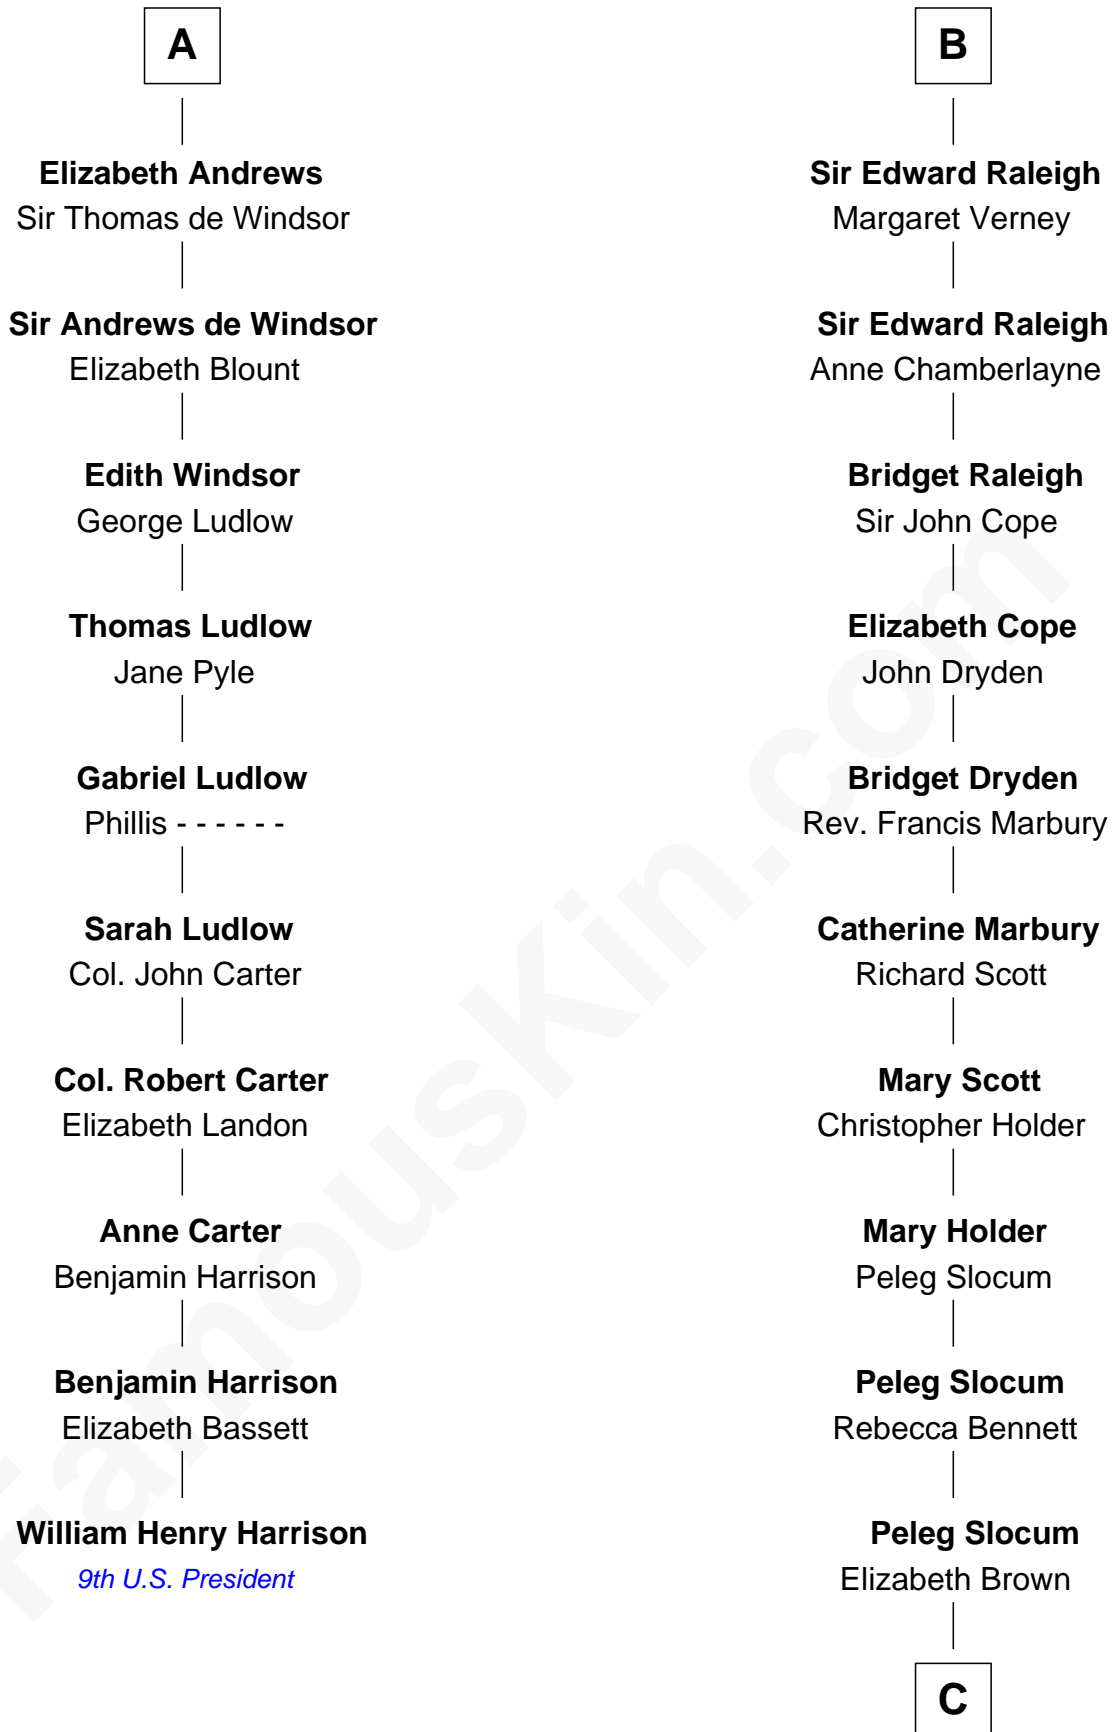 A
Elizabeth Andrews
Sir Thomas de Windsor
Sir Andrews de Windsor
Elizabeth Blount
Edith Windsor
George Ludlow
Thomas Ludlow
Jane Pyle
Gabriel Ludlow
Phillis - - - - - -
Sarah Ludlow
Col. John Carter
Col. Robert Carter
Elizabeth Landon
Anne Carter
Benjamin Harrison
Benjamin Harrison
Elizabeth Bassett
William Henry Harrison
9th U.S. President
B
Sir Edward Raleigh
Margaret Verney
Sir Edward Raleigh
Anne Chamberlayne
Bridget Raleigh
Sir John Cope
Elizabeth Cope
John Dryden
Bridget Dryden
Rev. Francis Marbury
Catherine Marbury
Richard Scott
Mary Scott
Christopher Holder
Mary Holder
Peleg Slocum
Peleg Slocum
Rebecca Bennett
Peleg Slocum
Elizabeth Brown
C
FamousKin.com